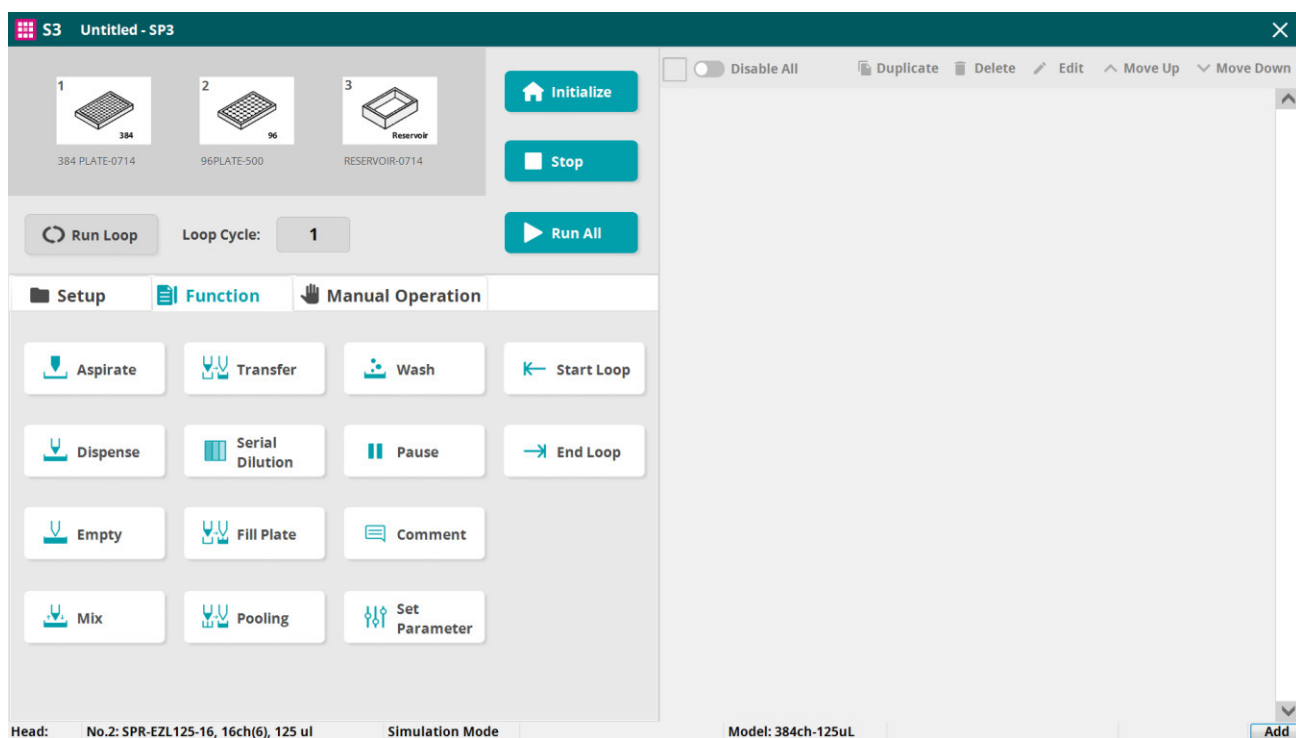 S3 Untitled - SP3
1 2 3
384 96 Reservoir
384 PLATE-0714 96PLATE-500 RESERVOIR-0714
Initialize
Stop
Run Loop Loop Cycle: 1 Run All
Disable All Duplicate Delete Edit Move Up Move Down
Setup Function Manual Operation
Aspirate Transfer Wash Start Loop
Dispense Serial Dilution Pause End Loop
Empty Fill Plate Comment
Mix Pooling Set Parameter
Head: No.2: SPR-EZL125-16, 16ch(6), 125 ul Simulation Mode Model: 384ch-125uL Add